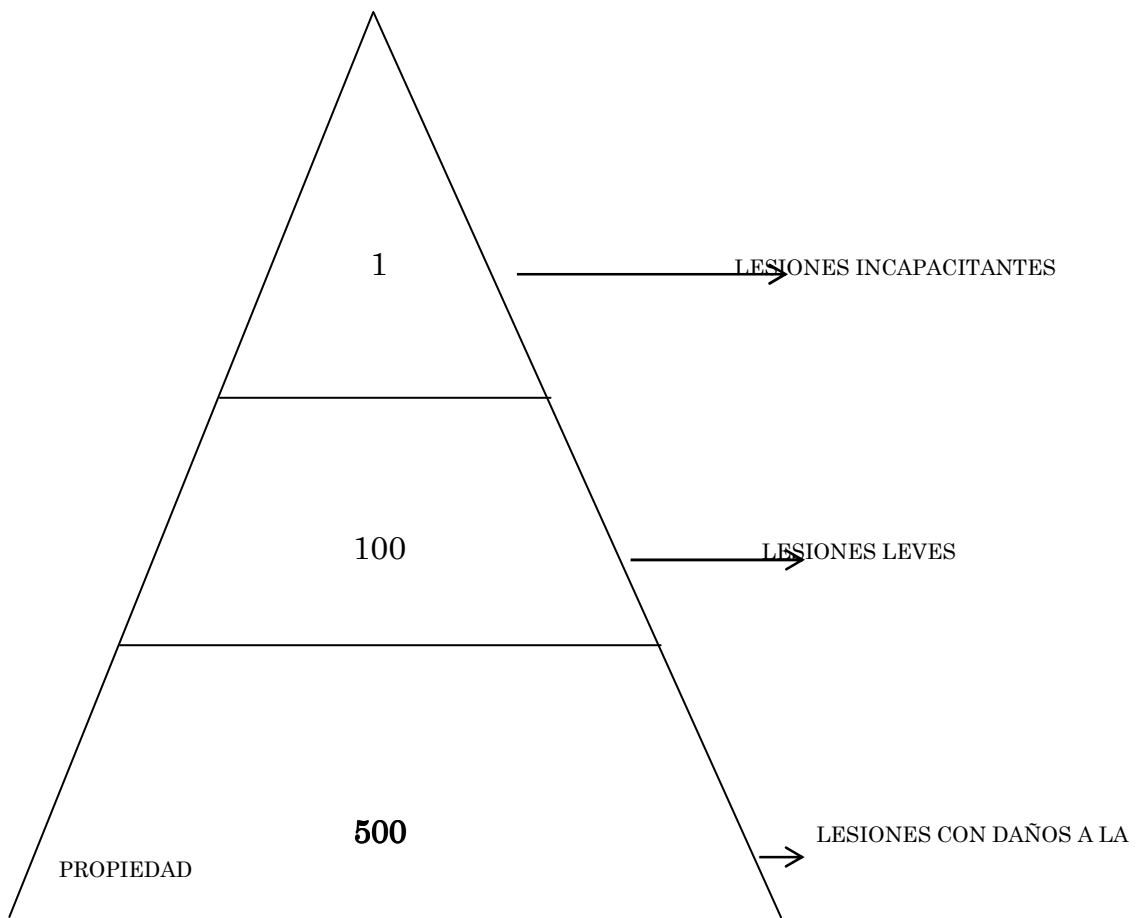 1
LESIONES INCAPACITANTES
100
LESIONES LEVES
500
LESIONES CON DAÑOS A LA
PROPIEDAD